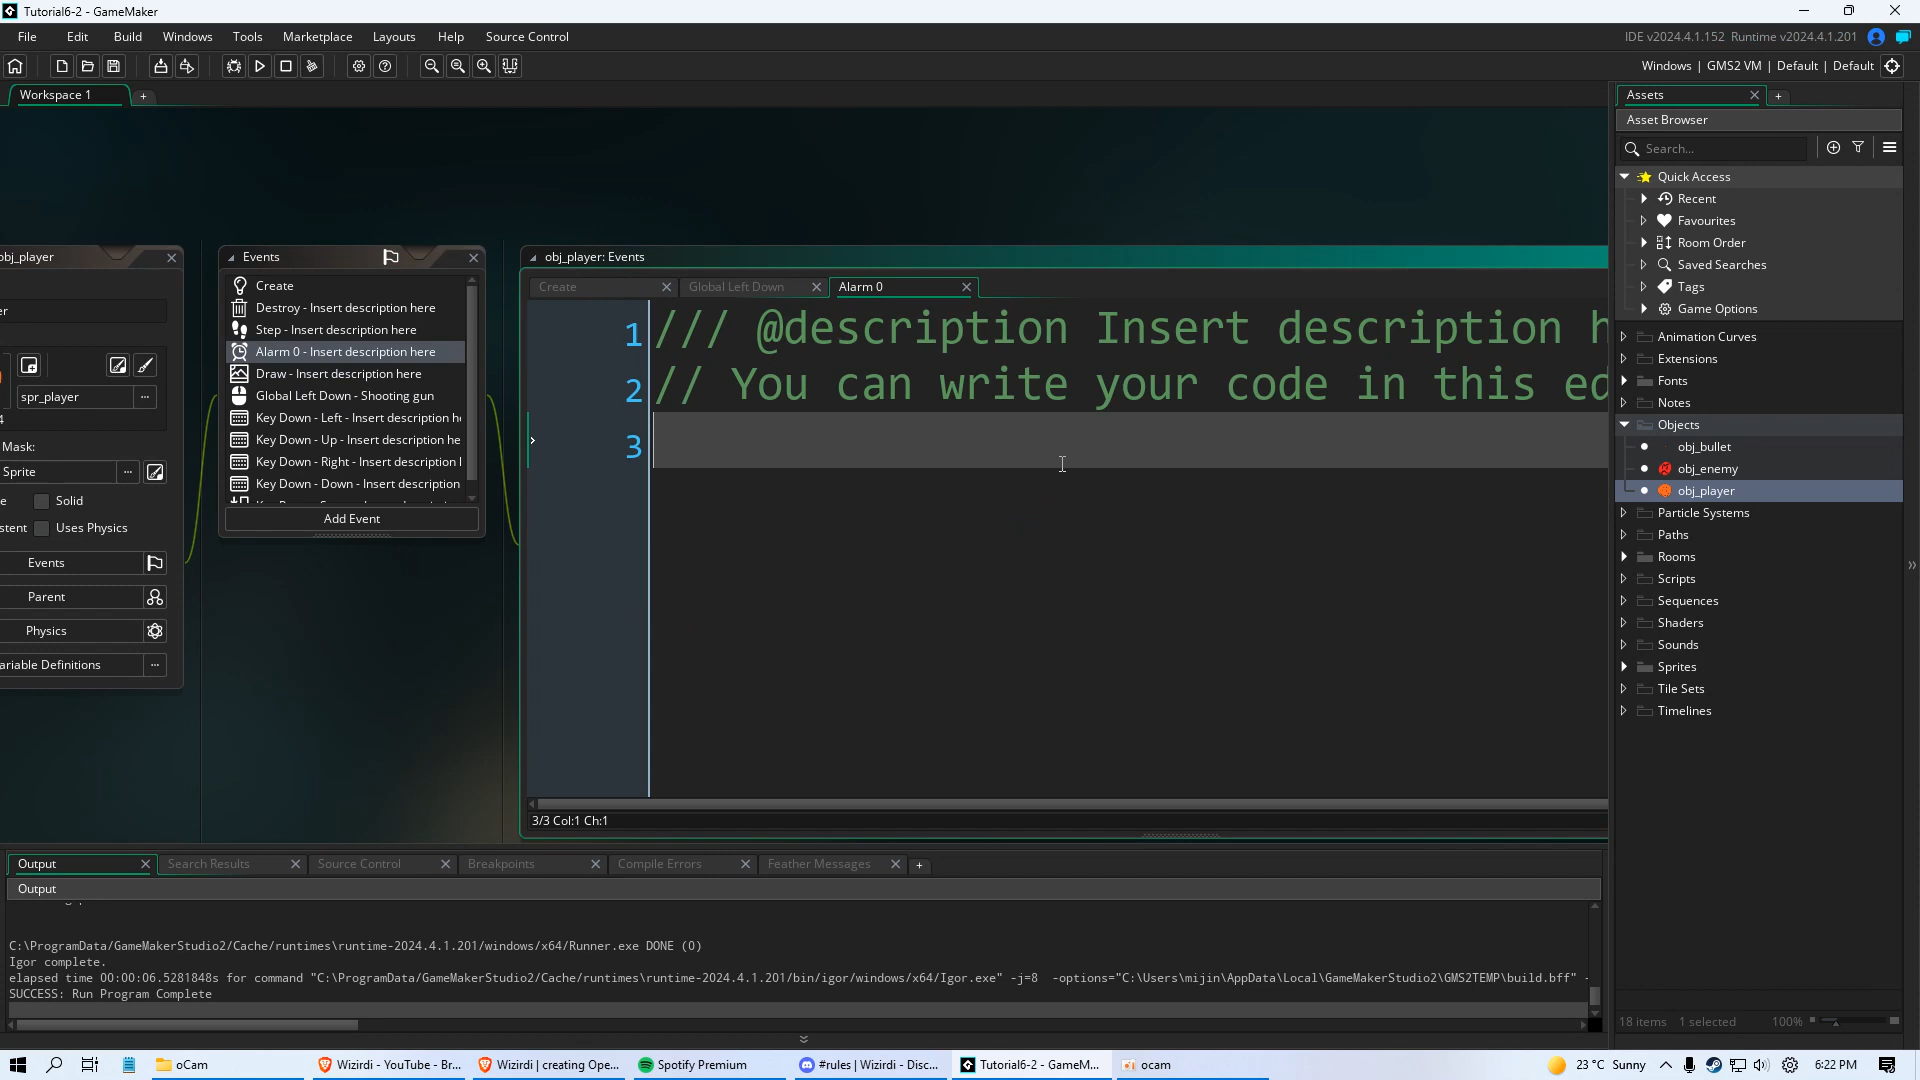 Tutorial6-2 - GameMaker
File Edit Build Windows Tools Marketplace Layouts Help Source Control
IDE v2024.4.1.152 Runtime v2024.4.1.201
Windows | GMS2 VM | Default | Default
Workspace 1
obj_player
er
spr_player
4
Mask:
Sprite
e Solid
stent Uses Physics
Events
Parent
Physics
ariable Definitions
Events
Create
Destroy - Insert description here
Step - Insert description here
Alarm 0 - Insert description here
Draw - Insert description here
Global Left Down - Shooting gun
Key Down - Left - Insert description h
Key Down - Up - Insert description he
Key Down - Right - Insert description
Key Down - Down - Insert description
Add Event
obj_player: Events
Create Global Left Down Alarm 0
1 /// @description Insert description h
2 // You can write your code in this ed
3
3/3 Col:1 Ch:1
Assets
Asset Browser
Search...
Quick Access
Recent
Favourites
Room Order
Saved Searches
Tags
Game Options
Animation Curves
Extensions
Fonts
Notes
Objects
obj_bullet
obj_enemy
obj_player
Particle Systems
Paths
Rooms
Scripts
Sequences
Shaders
Sounds
Sprites
Tile Sets
Timelines
18 items 1 selected 100%
Output Search Results Source Control Breakpoints Compile Errors Feather Messages
Output
C:\ProgramData/GameMakerStudio2/Cache/runtimes\runtime-2024.4.1.201/windows/x64/Runner.exe DONE (0)
Igor complete.
elapsed time 00:00:06.5281848s for command "C:\ProgramData/GameMakerStudio2/Cache/runtimes\runtime-2024.4.1.201/bin/igor/windows/x64/Igor.exe" -j=8 -options="C:\Users\mijin\AppData\Local\GameMakerStudio2\GMS2TEMP\build.bff" -
SUCCESS: Run Program Complete
oCam
Wizirdi - YouTube - Br...
Wizirdi | creating Ope...
Spotify Premium
#rules | Wizirdi - Disc...
Tutorial6-2 - GameM...
ocam
23 °C Sunny
6:22 PM